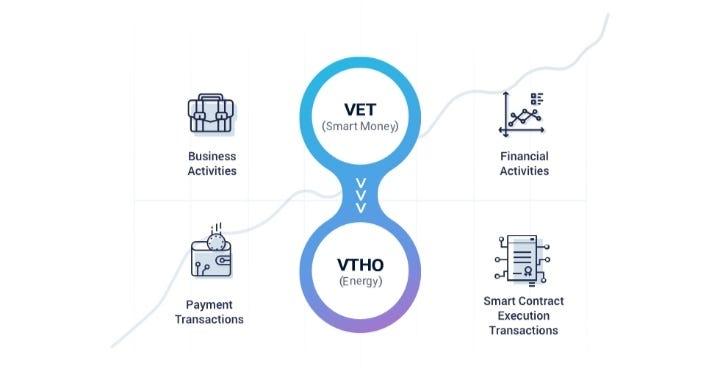 VET
(Smart Money)
Business
Activities
Financial
Activities
VTHO
(Energy)
Payment
Transactions
Smart Contract
Execution
Transactions